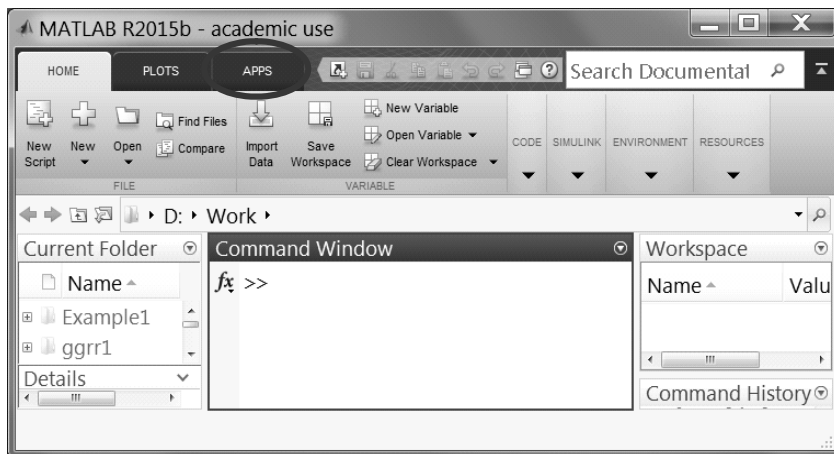 MATLAB R2015b - academic use
HOME PLOTS APPS Search Documentat
New Script New Open Find Files Compare Import Data Save Workspace New Variable Open Variable Clear Workspace CODE SIMULINK ENVIRONMENT RESOURCES
FILE VARIABLE
D: Work
Current Folder Command Window Workspace
Name fx >> Name Valu
Example1
ggrr1
Details
Command History